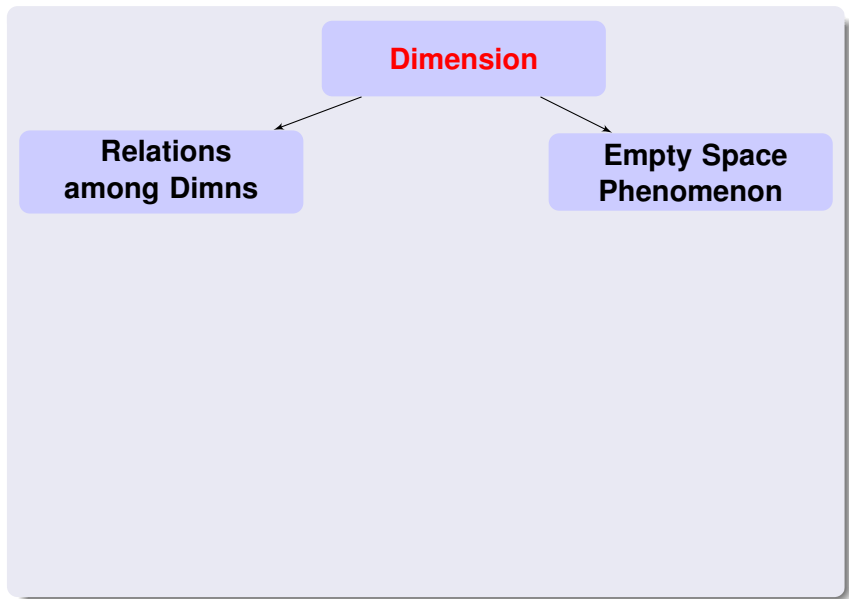 Dimension
Relations
among Dimns
Empty Space
Phenomenon